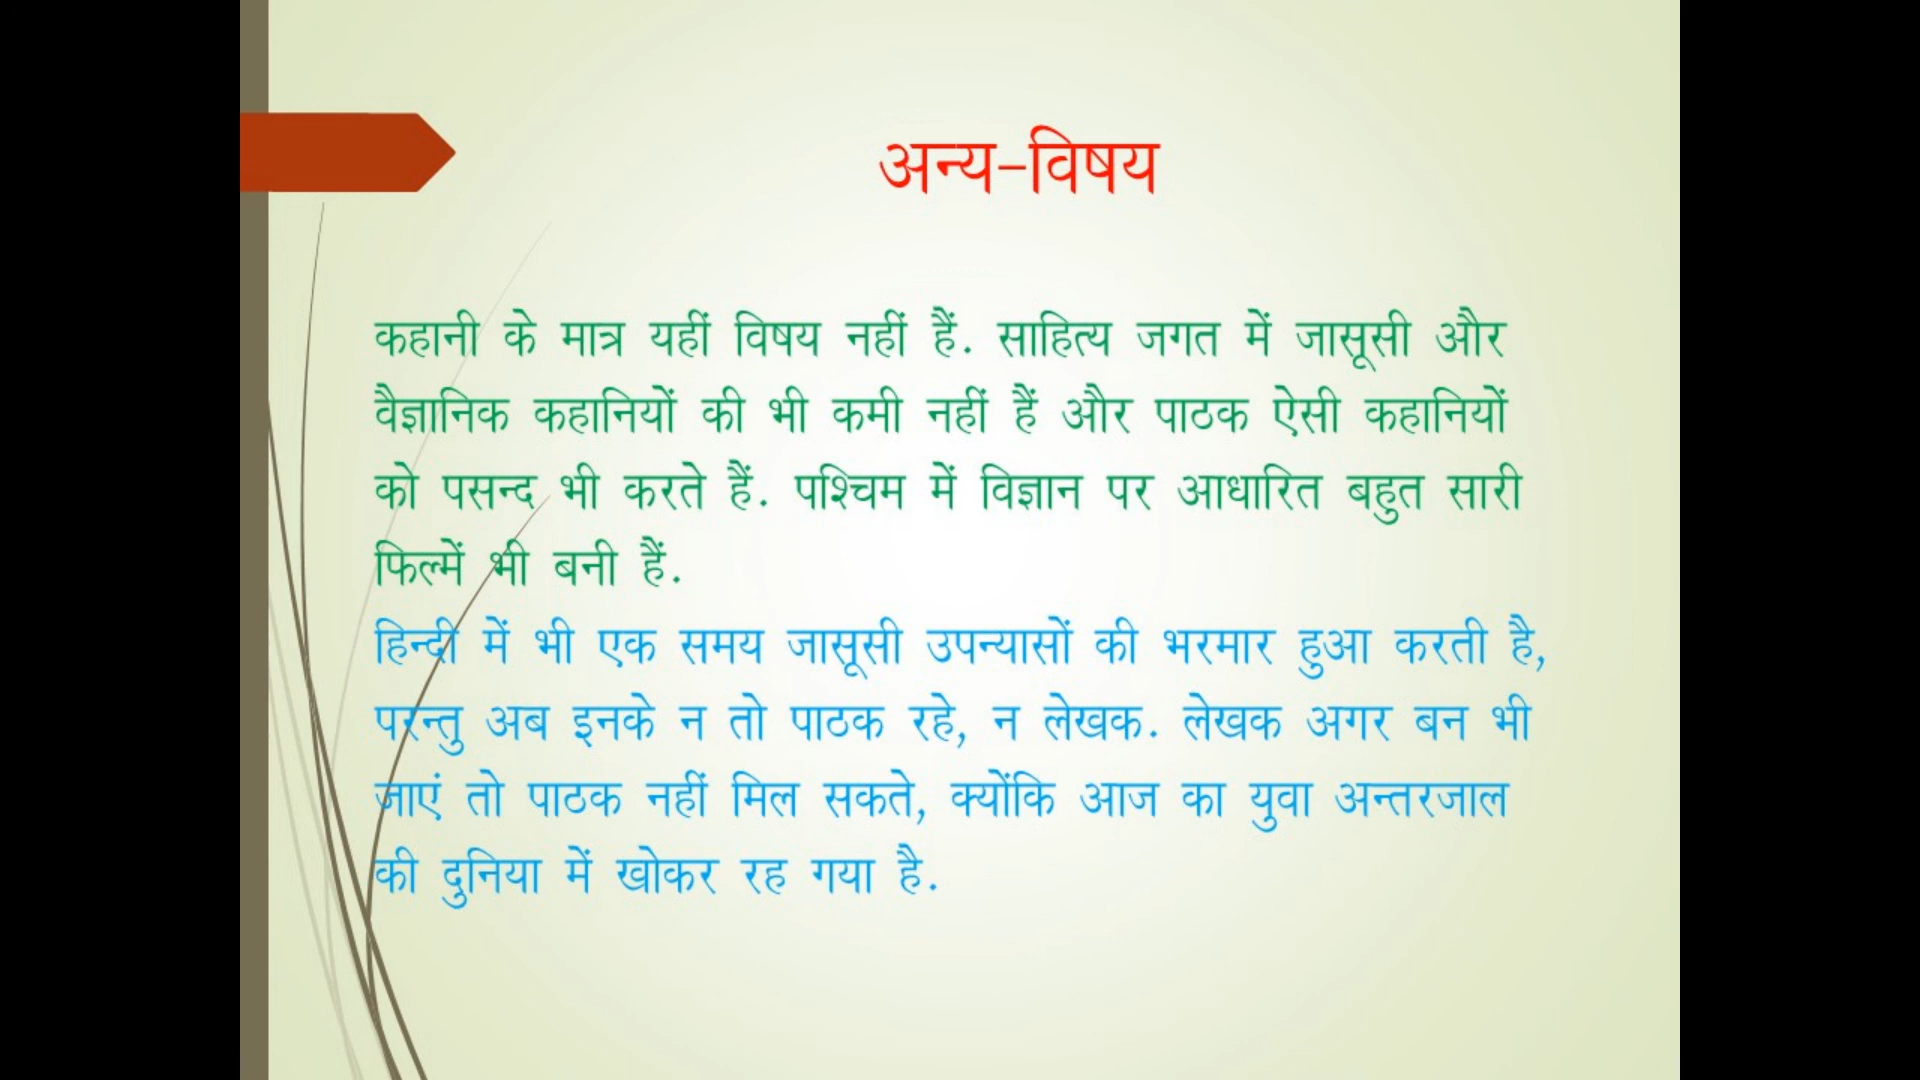 अन्य-विषय
कहानी के मात्र यहीं विषय नहीं हैं. साहित्य जगत में जासूसी और
वैज्ञानिक कहानियों की भी कमी नहीं हैं और पाठक ऐसी कहानियों
को पसन्द भी करते हैं. पश्चिम में विज्ञान पर आधारित बहुत सारी
फिल्में भी बनी हैं.
हिन्दी में भी एक समय जासूसी उपन्यासों की भरमार हुआ करती है,
परन्तु अब इनके न तो पाठक रहे, न लेखक. लेखक अगर बन भी
जाएं तो पाठक नहीं मिल सकते, क्योंकि आज का युवा अन्तरजाल
की दुनिया में खोकर रह गया है.